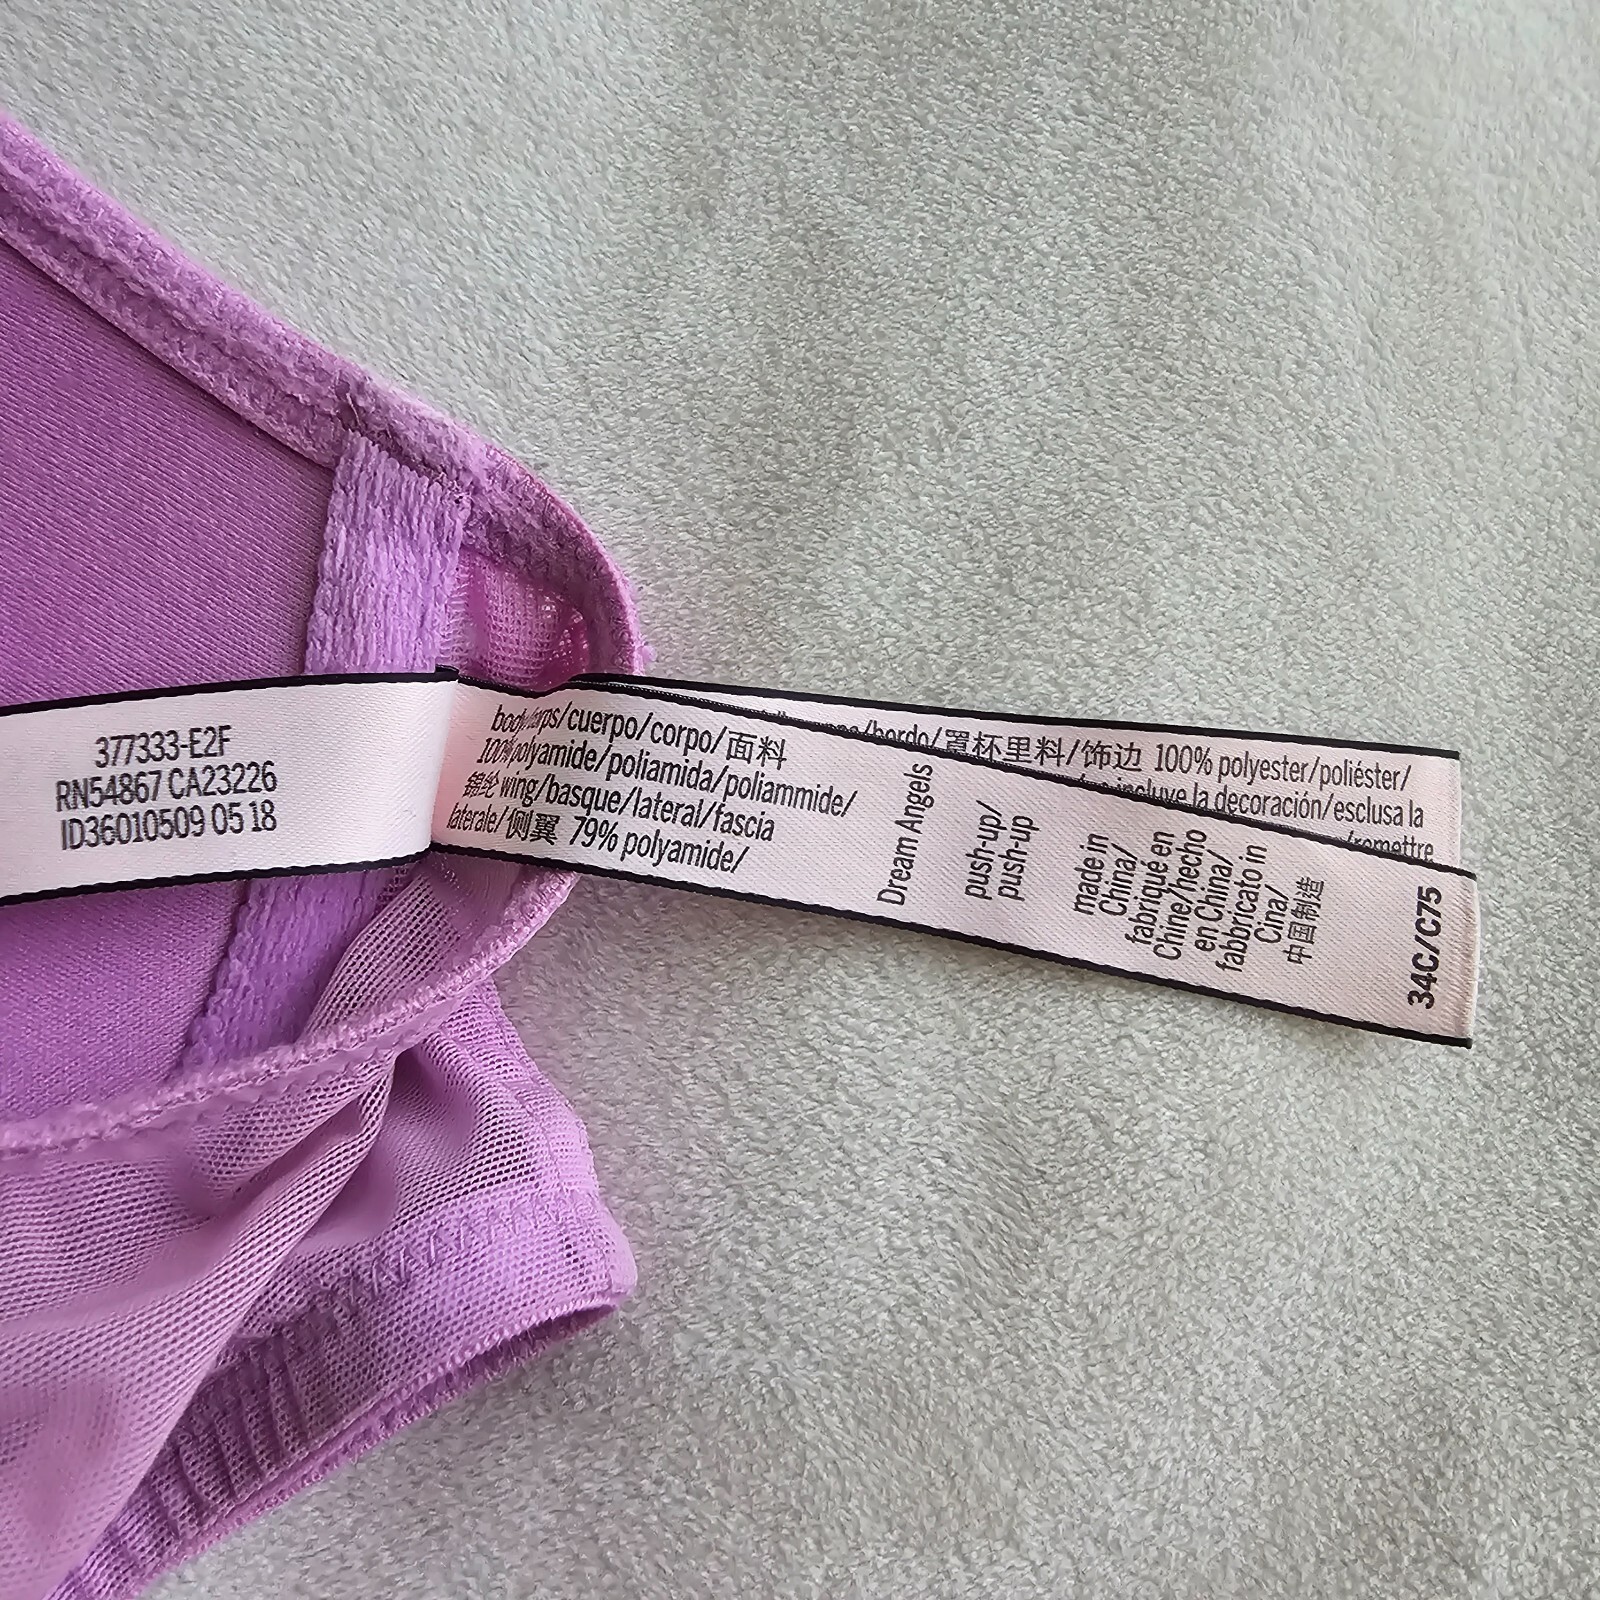 377333-E2F
RN54867 CA23226
ID36010509 05 18
body/corps/cuerpo/corpo/面料
100%polyamide/poliamida/poliammide/
锦纶 wing/basque/lateral/fascia
laterale/侧翼 79% polyamide/
Dream Angels
push-up/
push-up
made in
China/
fabriqué en
Chine/hecho
en China/
fabbricato in
Cina/
中国制造
34C/C75
/bordo/罩杯里料/饰边 100% polyester/poliéster/
incluye la decoración/esclusa la
/remettre